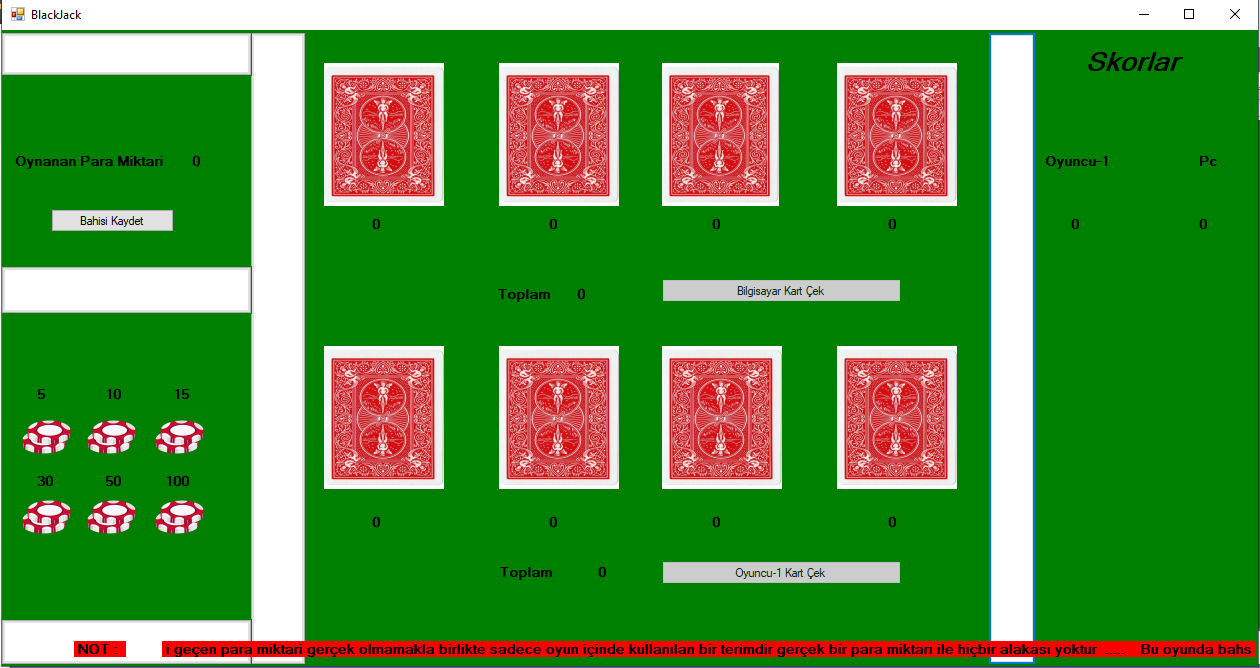 BlackJack
Skorlar
Oynanan Para Miktari 0
Oyuncu-1 Pc
Bahisi Kaydet
0 0 0 0
0 0
Toplam 0
Bilgisayar Kart Çek
5 10 15
30 50 100
0 0 0 0
Toplam 0
Oyuncu-1 Kart Çek
NOT :
i geçen para miktari gerçek olmamakla birlikte sadece oyun içinde kullanılan bir terimdir gerçek bir para miktarı ile hiçbir alakası yoktur ..... Bu oyunda bahs